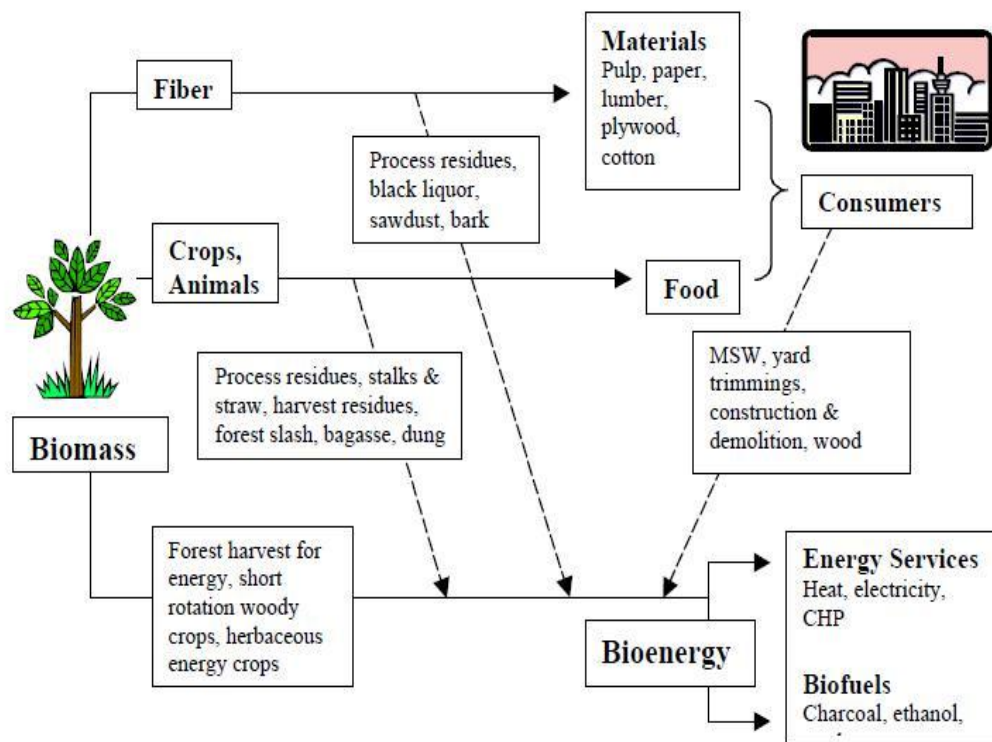 Fiber
Materials
Pulp, paper,
lumber,
plywood,
cotton
Process residues,
black liquor,
sawdust, bark
Consumers
Crops,
Animals
Food
Process residues, stalks &
straw, harvest residues,
forest slash, bagasse, dung
MSW, yard
trimmings,
construction &
demolition, wood
Biomass
Forest harvest for
energy, short
rotation woody
crops, herbaceous
energy crops
Bioenergy
Energy Services
Heat, electricity,
CHP
Biofuels
Charcoal, ethanol,